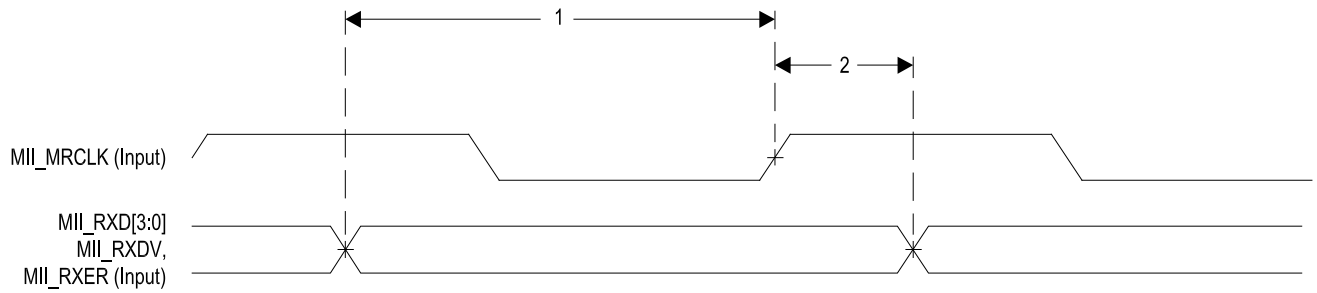 1
2
MII_MRCLK (Input)
MII_RXD[3:0]
MII_RXDV,
MII_RXER (Input)